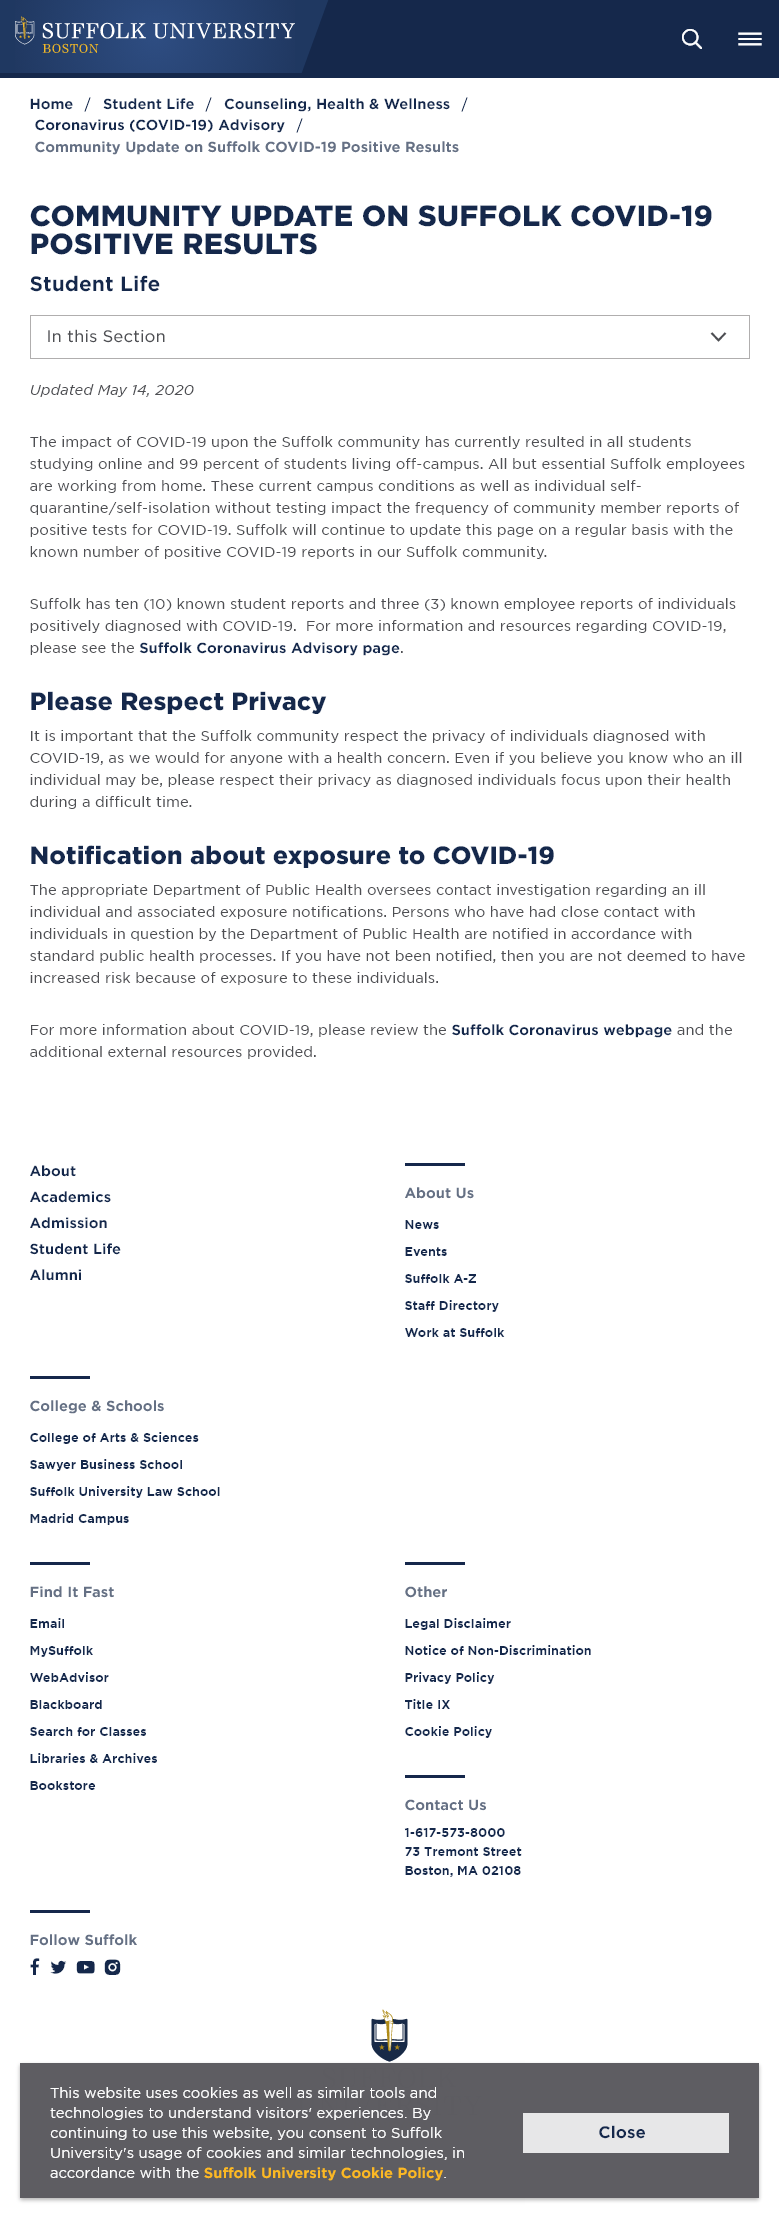 SUFFOLK UNIVERSITY
BOSTON
Home / Student Life / Counseling, Health & Wellness /
Coronavirus (COVID-19) Advisory /
Community Update on Suffolk COVID-19 Positive Results
COMMUNITY UPDATE ON SUFFOLK COVID-19
POSITIVE RESULTS
Student Life
In this Section
Updated May 14, 2020
The impact of COVID-19 upon the Suffolk community has currently resulted in all students
studying online and 99 percent of students living off-campus. All but essential Suffolk employees
are working from home. These current campus conditions as well as individual self-
quarantine/self-isolation without testing impact the frequency of community member reports of
positive tests for COVID-19. Suffolk will continue to update this page on a regular basis with the
known number of positive COVID-19 reports in our Suffolk community.
Suffolk has ten (10) known student reports and three (3) known employee reports of individuals
positively diagnosed with COVID-19.  For more information and resources regarding COVID-19,
please see the Suffolk Coronavirus Advisory page.
Please Respect Privacy
It is important that the Suffolk community respect the privacy of individuals diagnosed with
COVID-19, as we would for anyone with a health concern. Even if you believe you know who an ill
individual may be, please respect their privacy as diagnosed individuals focus upon their health
during a difficult time.
Notification about exposure to COVID-19
The appropriate Department of Public Health oversees contact investigation regarding an ill
individual and associated exposure notifications. Persons who have had close contact with
individuals in question by the Department of Public Health are notified in accordance with
standard public health processes. If you have not been notified, then you are not deemed to have
increased risk because of exposure to these individuals.
For more information about COVID-19, please review the Suffolk Coronavirus webpage and the
additional external resources provided.
About
Academics
Admission
Student Life
Alumni
About Us
News
Events
Suffolk A-Z
Staff Directory
Work at Suffolk
College & Schools
College of Arts & Sciences
Sawyer Business School
Suffolk University Law School
Madrid Campus
Find It Fast
Email
MySuffolk
WebAdvisor
Blackboard
Search for Classes
Libraries & Archives
Bookstore
Other
Legal Disclaimer
Notice of Non-Discrimination
Privacy Policy
Title IX
Cookie Policy
Contact Us
1-617-573-8000
73 Tremont Street
Boston, MA 02108
Follow Suffolk
This website uses cookies as well as similar tools and
technologies to understand visitors' experiences. By
continuing to use this website, you consent to Suffolk
University's usage of cookies and similar technologies, in
accordance with the Suffolk University Cookie Policy.
Close